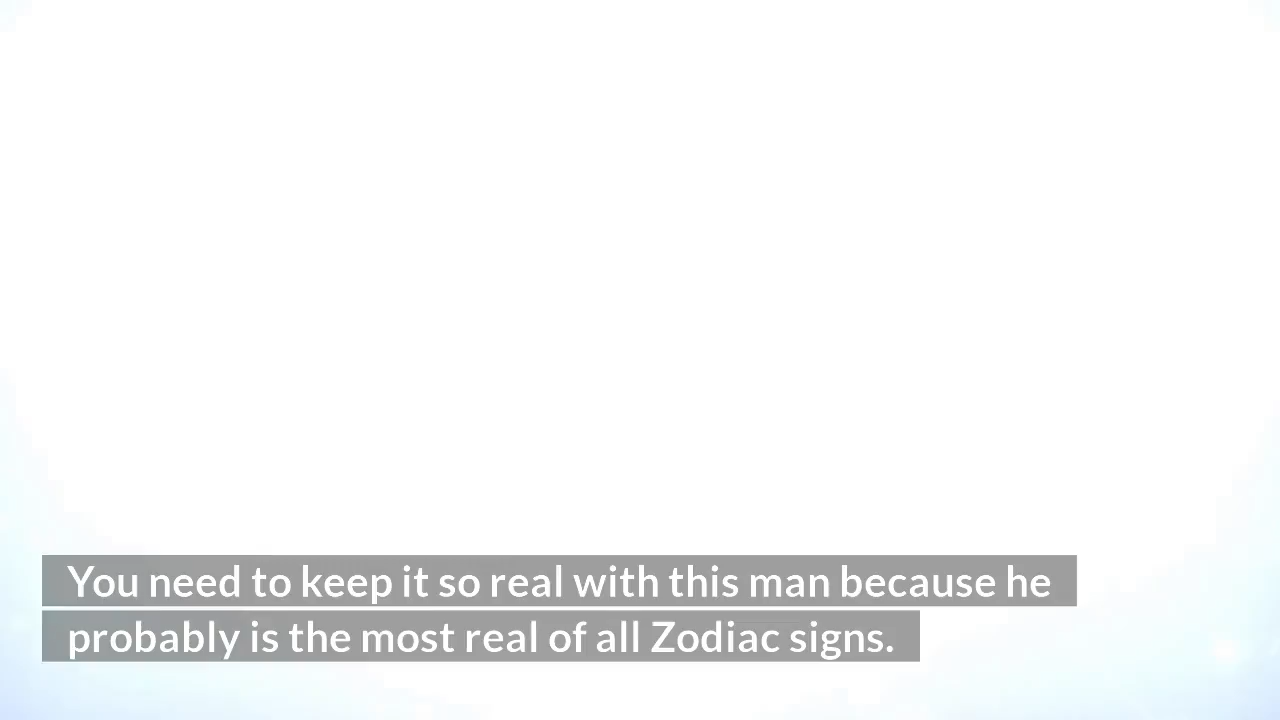 You need to keep it so real with this man because he
probably is the most real of all Zodiac signs.